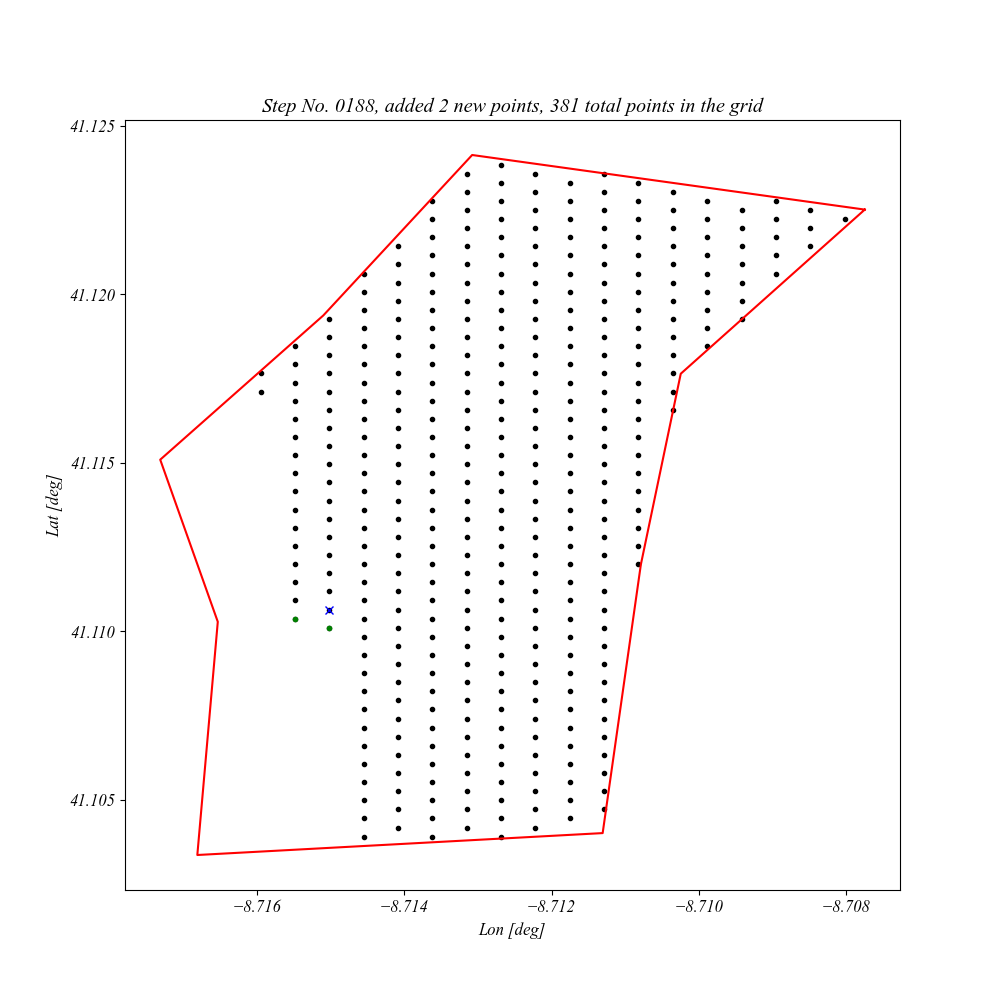 Step No. 0188, added 2 new points, 381 total points in the grid
41.125
41.120
41.115
41.110
41.105
Lat [deg]
−8.716 −8.714 −8.712 −8.710 −8.708
Lon [deg]